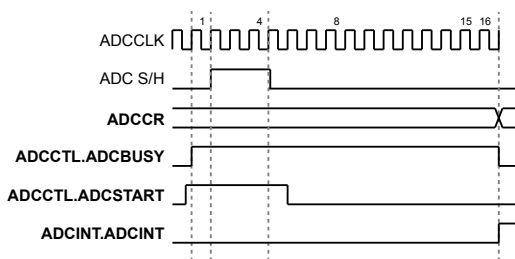 1 4 8 15 16
ADCCLK
ADC S/H
ADCCR
ADCCTL.ADCBUSY
ADCCTL.ADCSTART
ADCINT.ADCINT